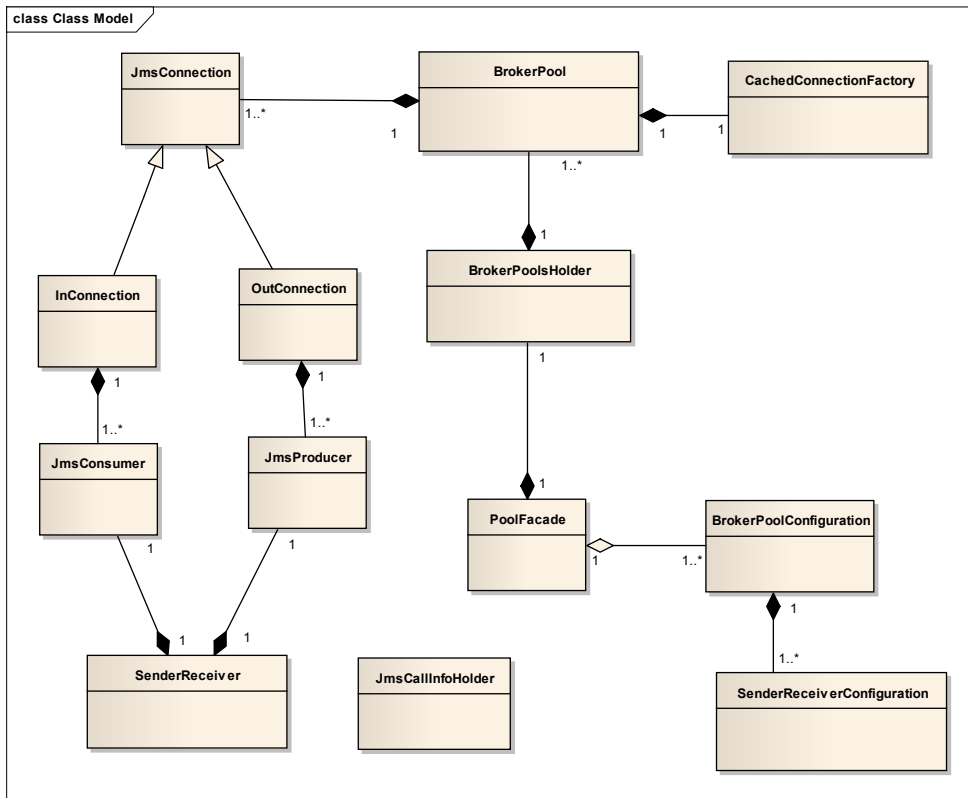 class Class Model
JmsConnection
BrokerPool
CachedConnectionFactory
1..*
1
1
1
1..*
1
InConnection
OutConnection
BrokerPoolsHolder
1
1
1
1..*
1..*
JmsConsumer
JmsProducer
1
PoolFacade
BrokerPoolConfiguration
1
1
1
1..*
1
1
1
1..*
SenderReceiver
JmsCallInfoHolder
SenderReceiverConfiguration